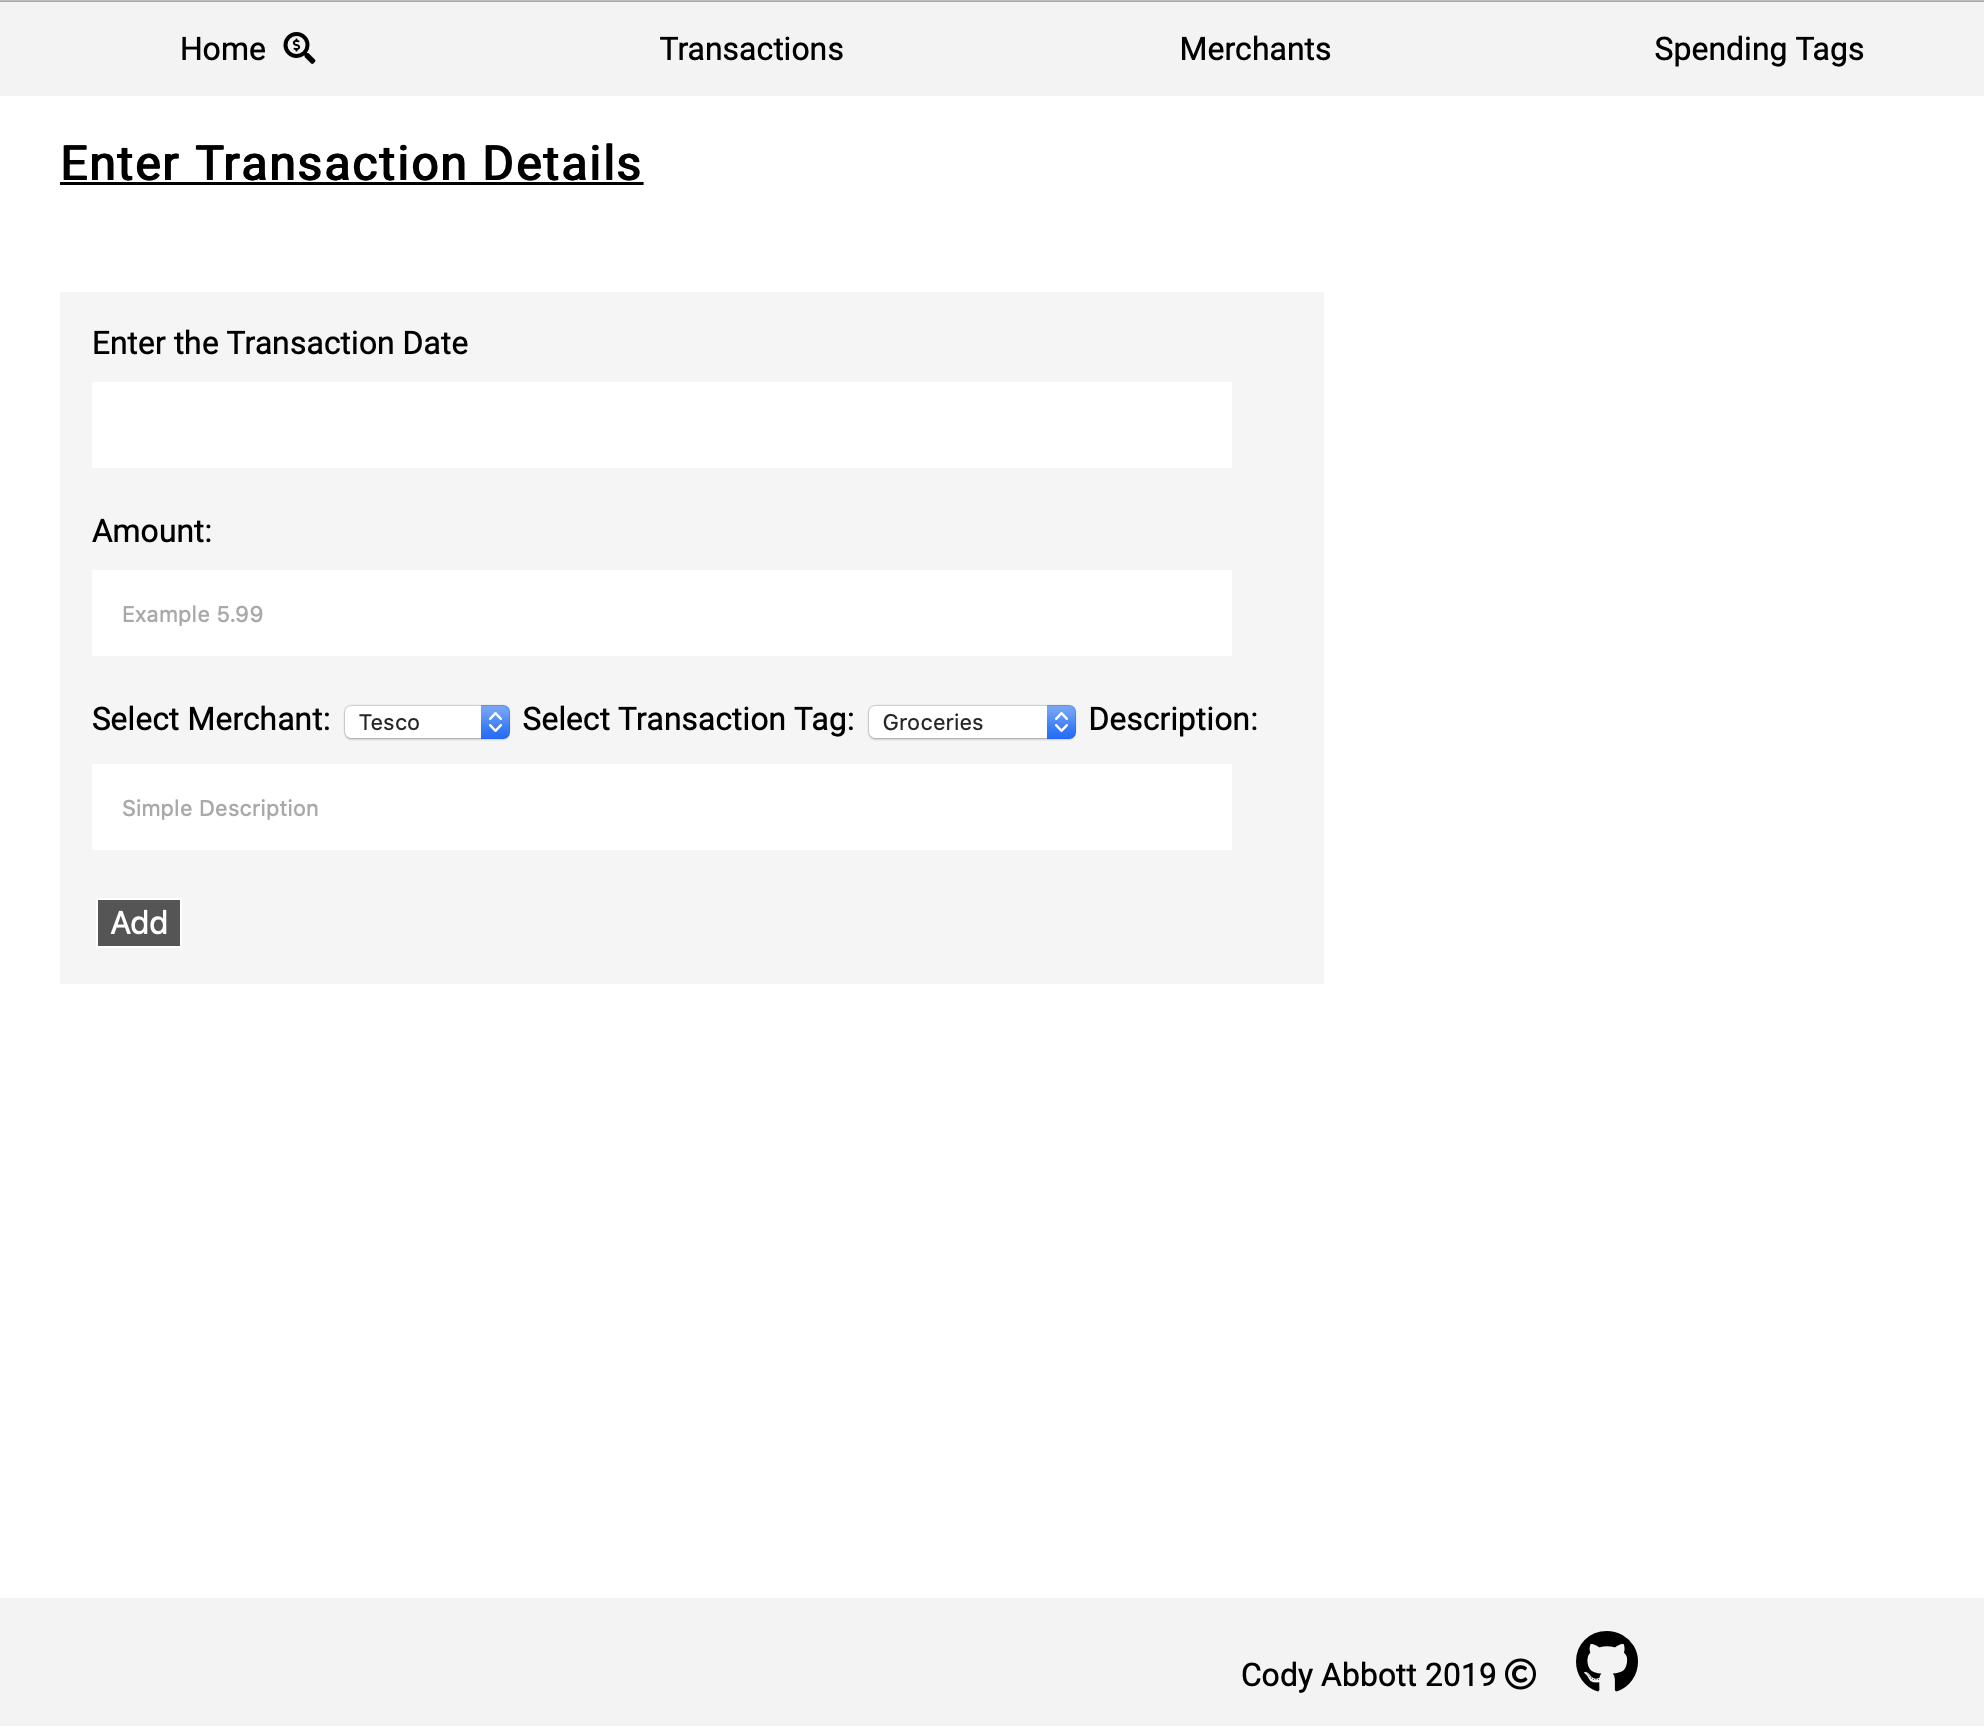 Home Transactions Merchants Spending Tags
Enter Transaction Details
Enter the Transaction Date
Amount:
Example 5.99
Select Merchant: Tesco Select Transaction Tag: Groceries Description:
Simple Description
Add
Cody Abbott 2019 ©